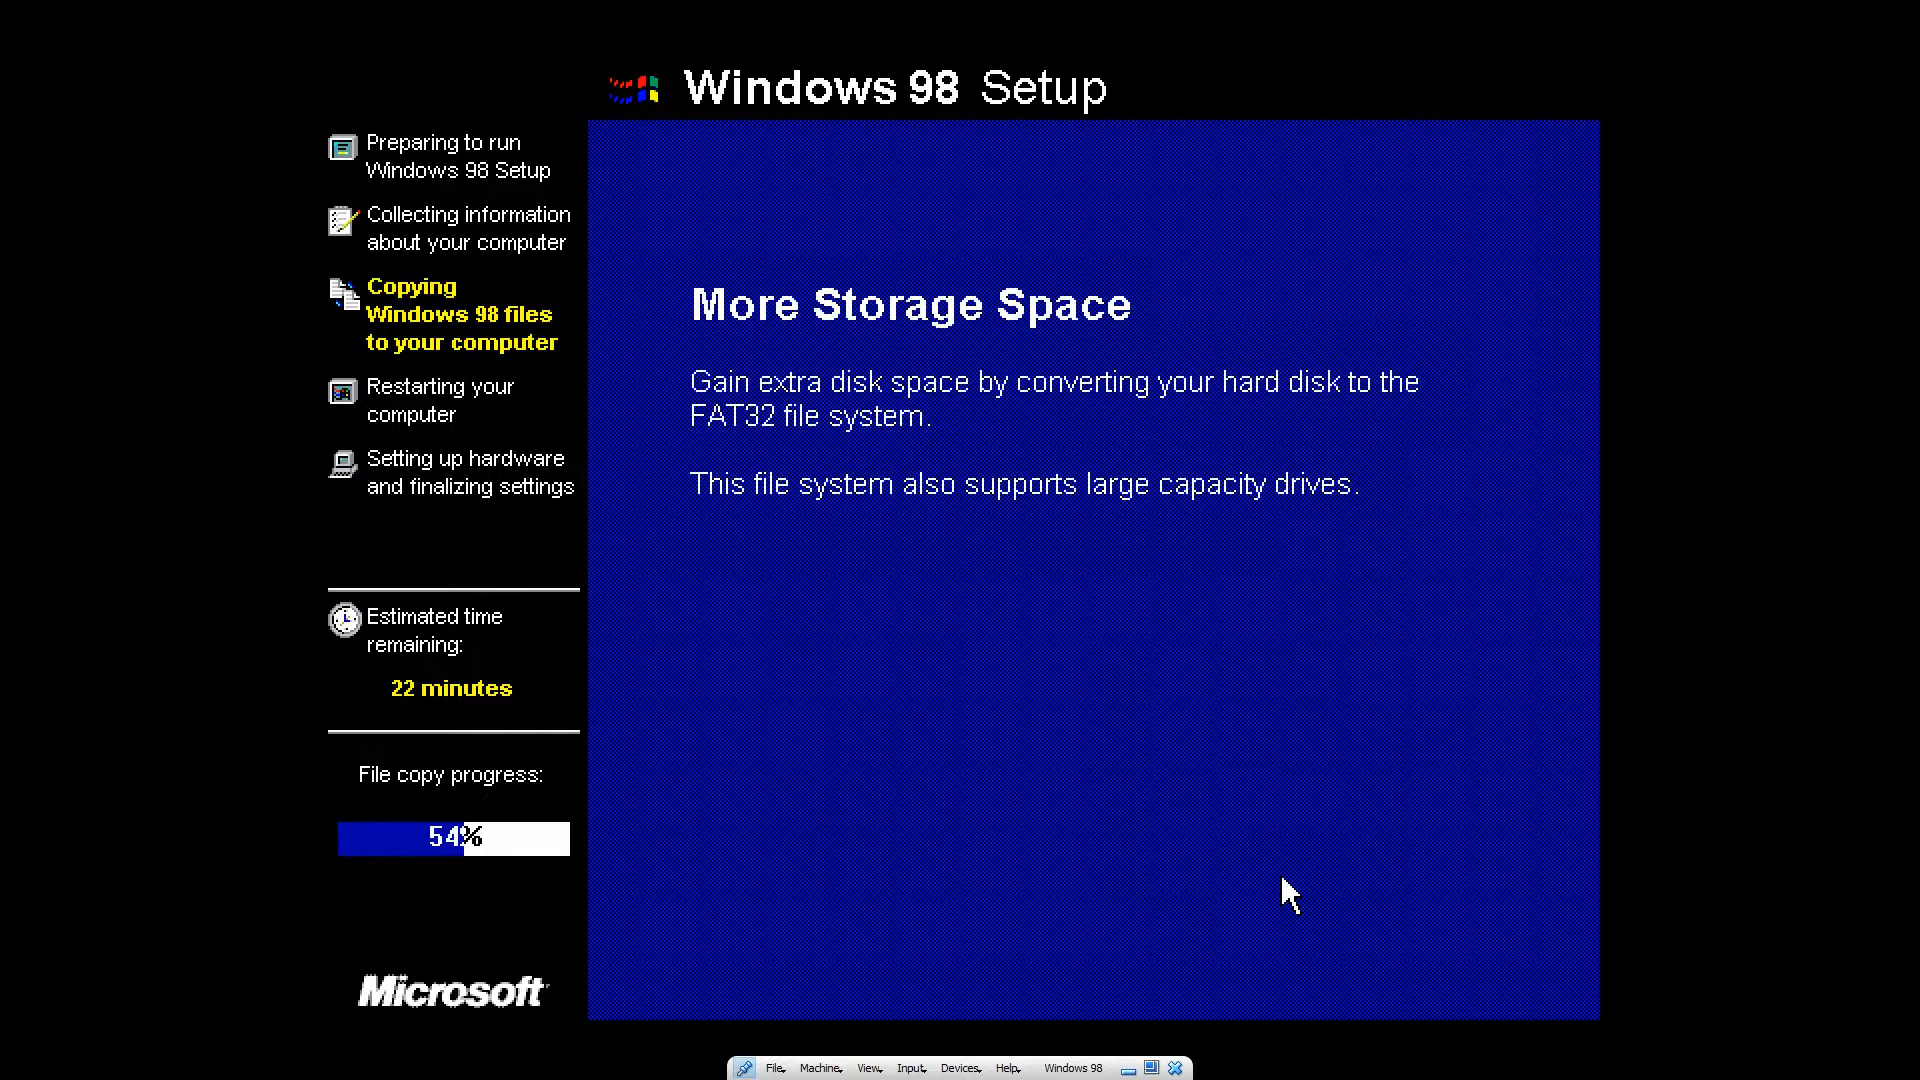 Windows 98 Setup
Preparing to run
Windows 98 Setup
Collecting information
about your computer
Copying
Windows 98 files
to your computer
Restarting your
computer
Setting up hardware
and finalizing settings
Estimated time
remaining:
22 minutes
File copy progress:
54%
Microsoft
More Storage Space
Gain extra disk space by converting your hard disk to the
FAT32 file system.
This file system also supports large capacity drives.
File Machine View Input Devices Help Windows 98